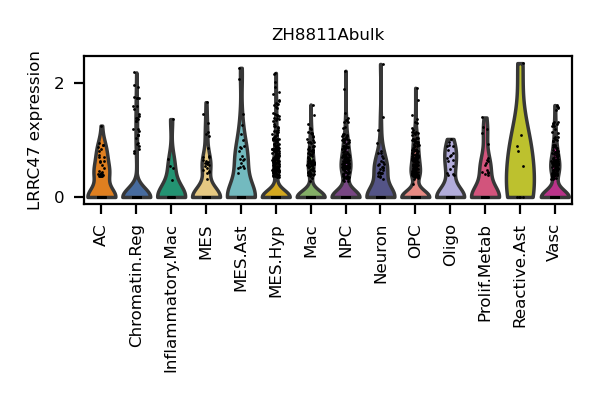 ZH8811Abulk
LRRC47 expression
2
0
AC
Chromatin.Reg
Inflammatory.Mac
MES
MES.Ast
MES.Hyp
Mac
NPC
Neuron
OPC
Oligo
Prolif.Metab
Reactive.Ast
Vasc